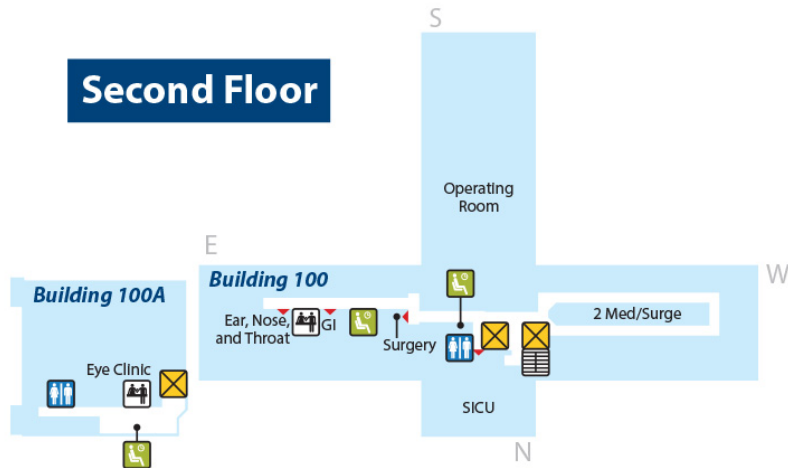 S
Second Floor
Operating
Room
E
W
Building 100
Building 100A
Ear, Nose,
and Throat
GI
Surgery
2 Med/Surge
Eye Clinic
SICU
N